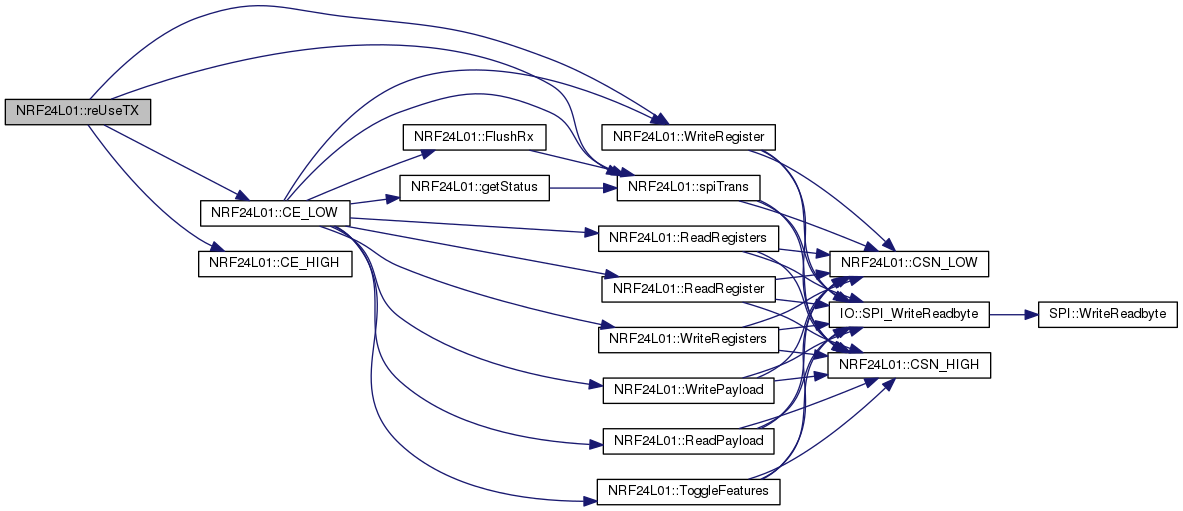 NRF24L01::reUseTX
NRF24L01::CE_LOW
NRF24L01::CE_HIGH
NRF24L01::FlushRx
NRF24L01::getStatus
NRF24L01::WriteRegister
NRF24L01::spiTrans
NRF24L01::ReadRegisters
NRF24L01::ReadRegister
NRF24L01::WriteRegisters
NRF24L01::WritePayload
NRF24L01::ReadPayload
NRF24L01::ToggleFeatures
NRF24L01::CSN_LOW
IO::SPI_WriteReadbyte
NRF24L01::CSN_HIGH
SPI::WriteReadbyte